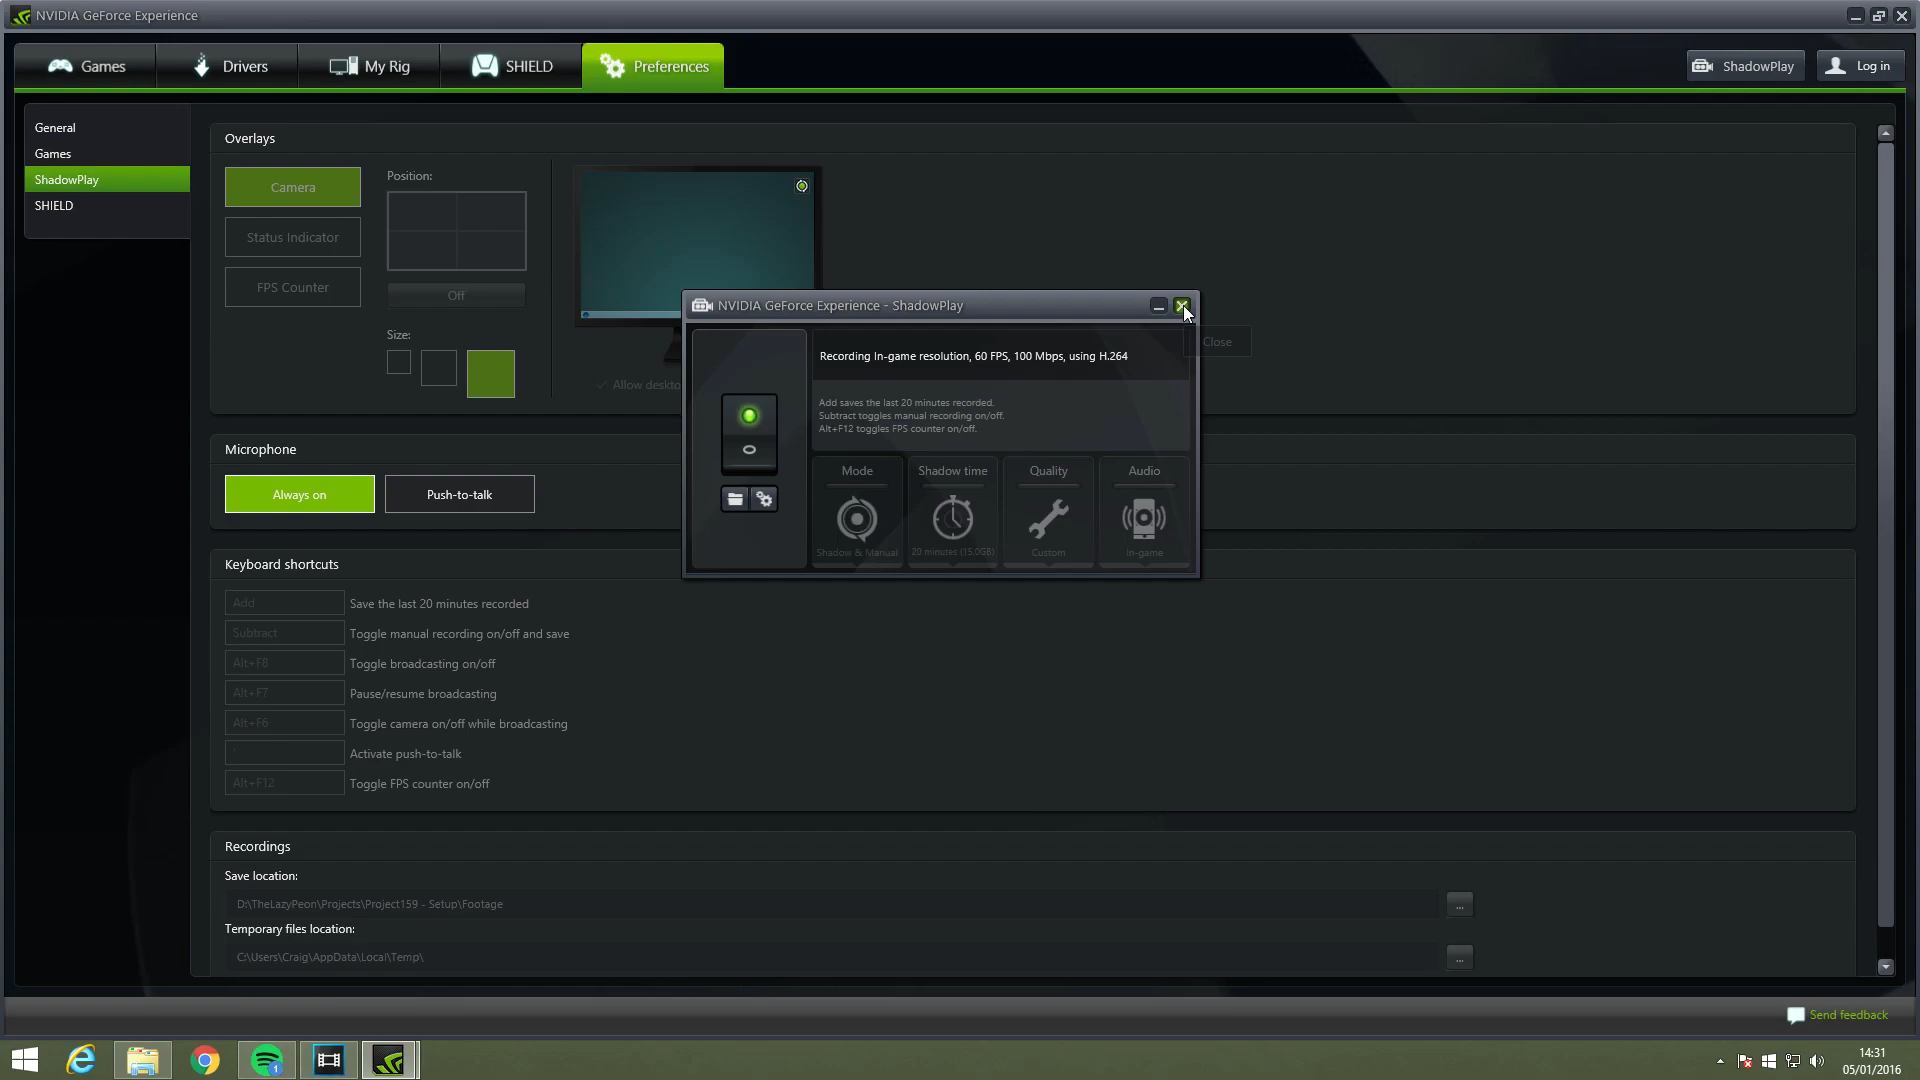 NVIDIA GeForce Experience
Games
Drivers
My Rig
SHIELD
Preferences
ShadowPlay
Log in
General
Games
ShadowPlay
SHIELD
Overlays
Camera
Status Indicator
FPS Counter
Position:
Off
Size:
Allow deskto
NVIDIA GeForce Experience - ShadowPlay
Close
Recording In-game resolution, 60 FPS, 100 Mbps, using H.264
Add saves the last 20 minutes recorded.
Subtract toggles manual recording on/off.
Alt+F12 toggles FPS counter on/off.
Mode
Shadow & Manual
Shadow time
20 minutes (15.0GB)
Quality
Custom
Audio
In-game
Microphone
Always on
Push-to-talk
Keyboard shortcuts
Add Save the last 20 minutes recorded
Subtract Toggle manual recording on/off and save
Alt+F8 Toggle broadcasting on/off
Alt+F7 Pause/resume broadcasting
Alt+F6 Toggle camera on/off while broadcasting
` Activate push-to-talk
Alt+F12 Toggle FPS counter on/off
Recordings
Save location:
D:\TheLazyPeon\Projects\Project159 - Setup\Footage
...
Temporary files location:
C:\Users\Craig\AppData\Local\Temp\
...
Send feedback
1
14:31
05/01/2016